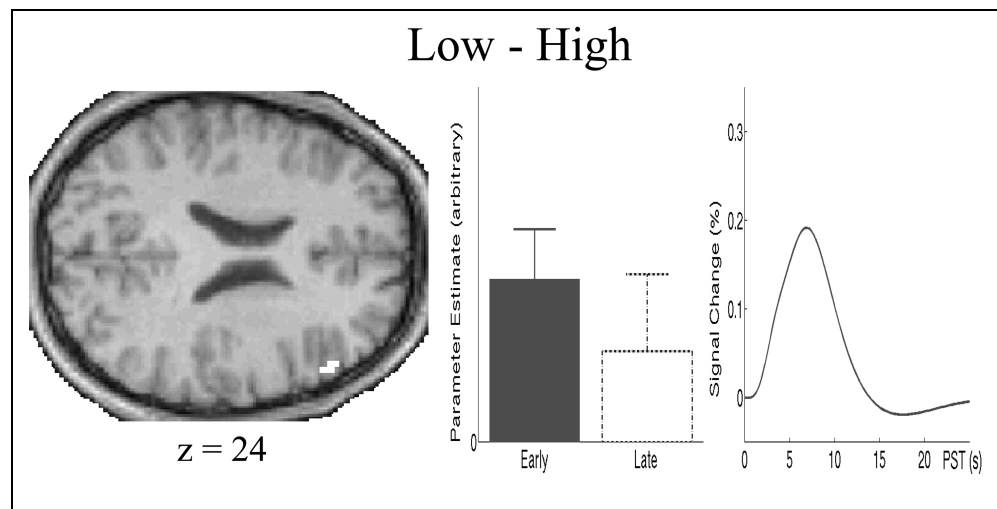 Low - High
z = 24
Parameter Estimate (arbitrary)
0
Early
Late
Signal Change (%)
0.3
0.2
0.1
0
0
5
10
15
20
PST (s)